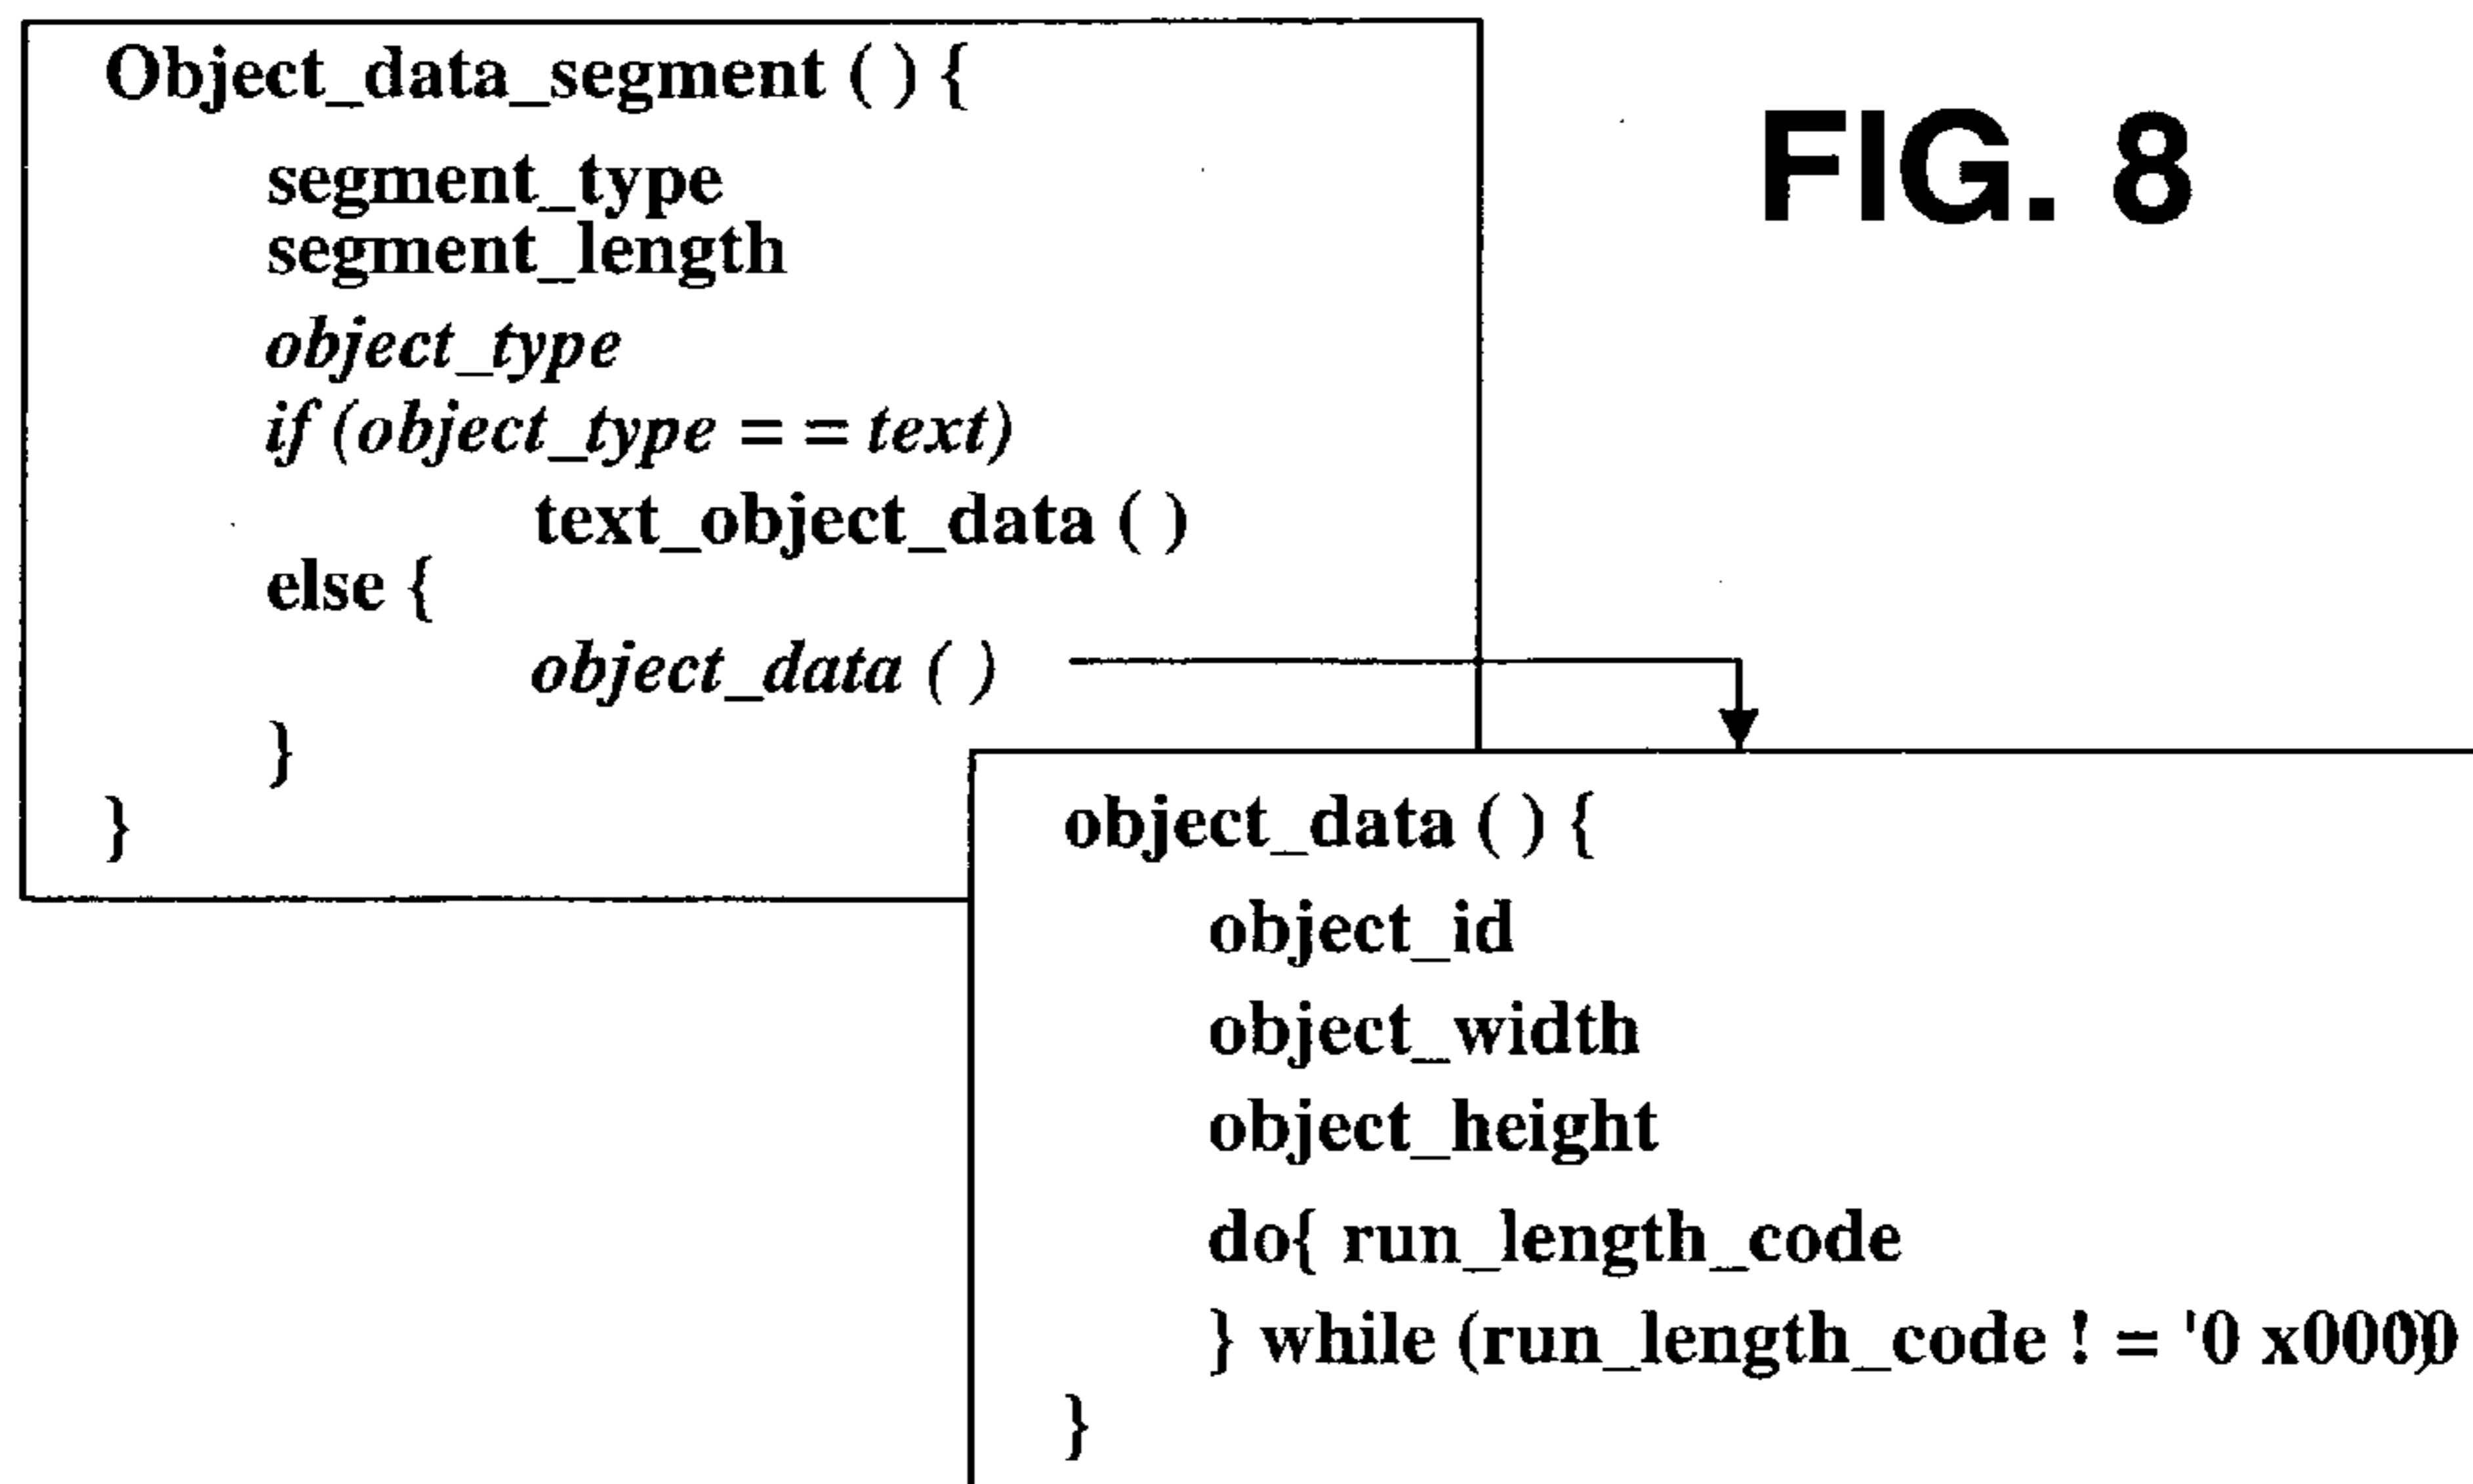 Object_data_segment ( ) {
FIG. 8
segment_type
segment_length
object_type
if (object_type = = text)
text_object_data ( )
else {
object_data ( )
}
}
object_data ( ) {
object_id
object_width
object_height
do{ run_length_code
} while (run_length_code ! = '0 x0000)
}